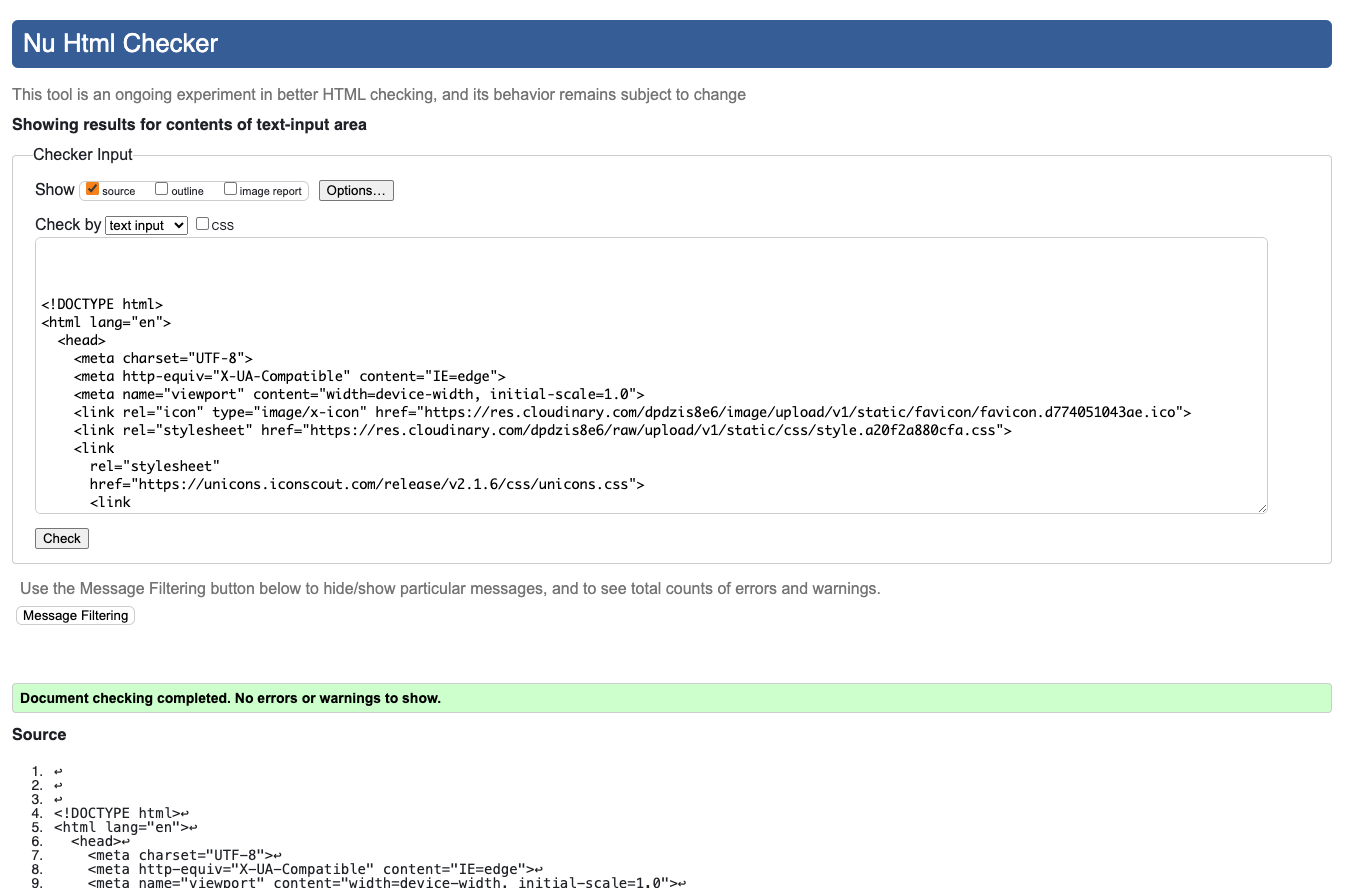 Nu Html Checker
This tool is an ongoing experiment in better HTML checking, and its behavior remains subject to change
Showing results for contents of text-input area
Checker Input
Show source outline image report Options...
Check by text input CSS
<!DOCTYPE html>
<html lang="en">
  <head>
    <meta charset="UTF-8">
    <meta http-equiv="X-UA-Compatible" content="IE=edge">
    <meta name="viewport" content="width=device-width, initial-scale=1.0">
    <link rel="icon" type="image/x-icon" href="https://res.cloudinary.com/dpdzis8e6/image/upload/v1/static/favicon/favicon.d774051043ae.ico">
    <link rel="stylesheet" href="https://res.cloudinary.com/dpdzis8e6/raw/upload/v1/static/css/style.a20f2a880cfa.css">
    <link
      rel="stylesheet"
      href="https://unicons.iconscout.com/release/v2.1.6/css/unicons.css">
      <link
Check
Use the Message Filtering button below to hide/show particular messages, and to see total counts of errors and warnings.
Message Filtering
Document checking completed. No errors or warnings to show.
Source
1. ↩
2. ↩
3. ↩
4. <!DOCTYPE html>↩
5. <html lang="en">↩
6.   <head>↩
7.     <meta charset="UTF-8">↩
8.     <meta http-equiv="X-UA-Compatible" content="IE=edge">↩
9.     <meta name="viewport" content="width=device-width, initial-scale=1.0">↩